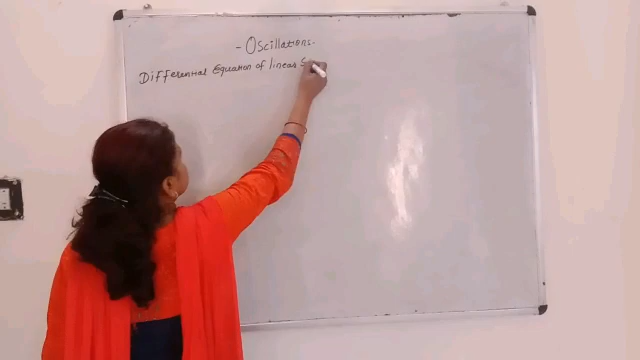 - Oscillations -
Differential Equation of linear S